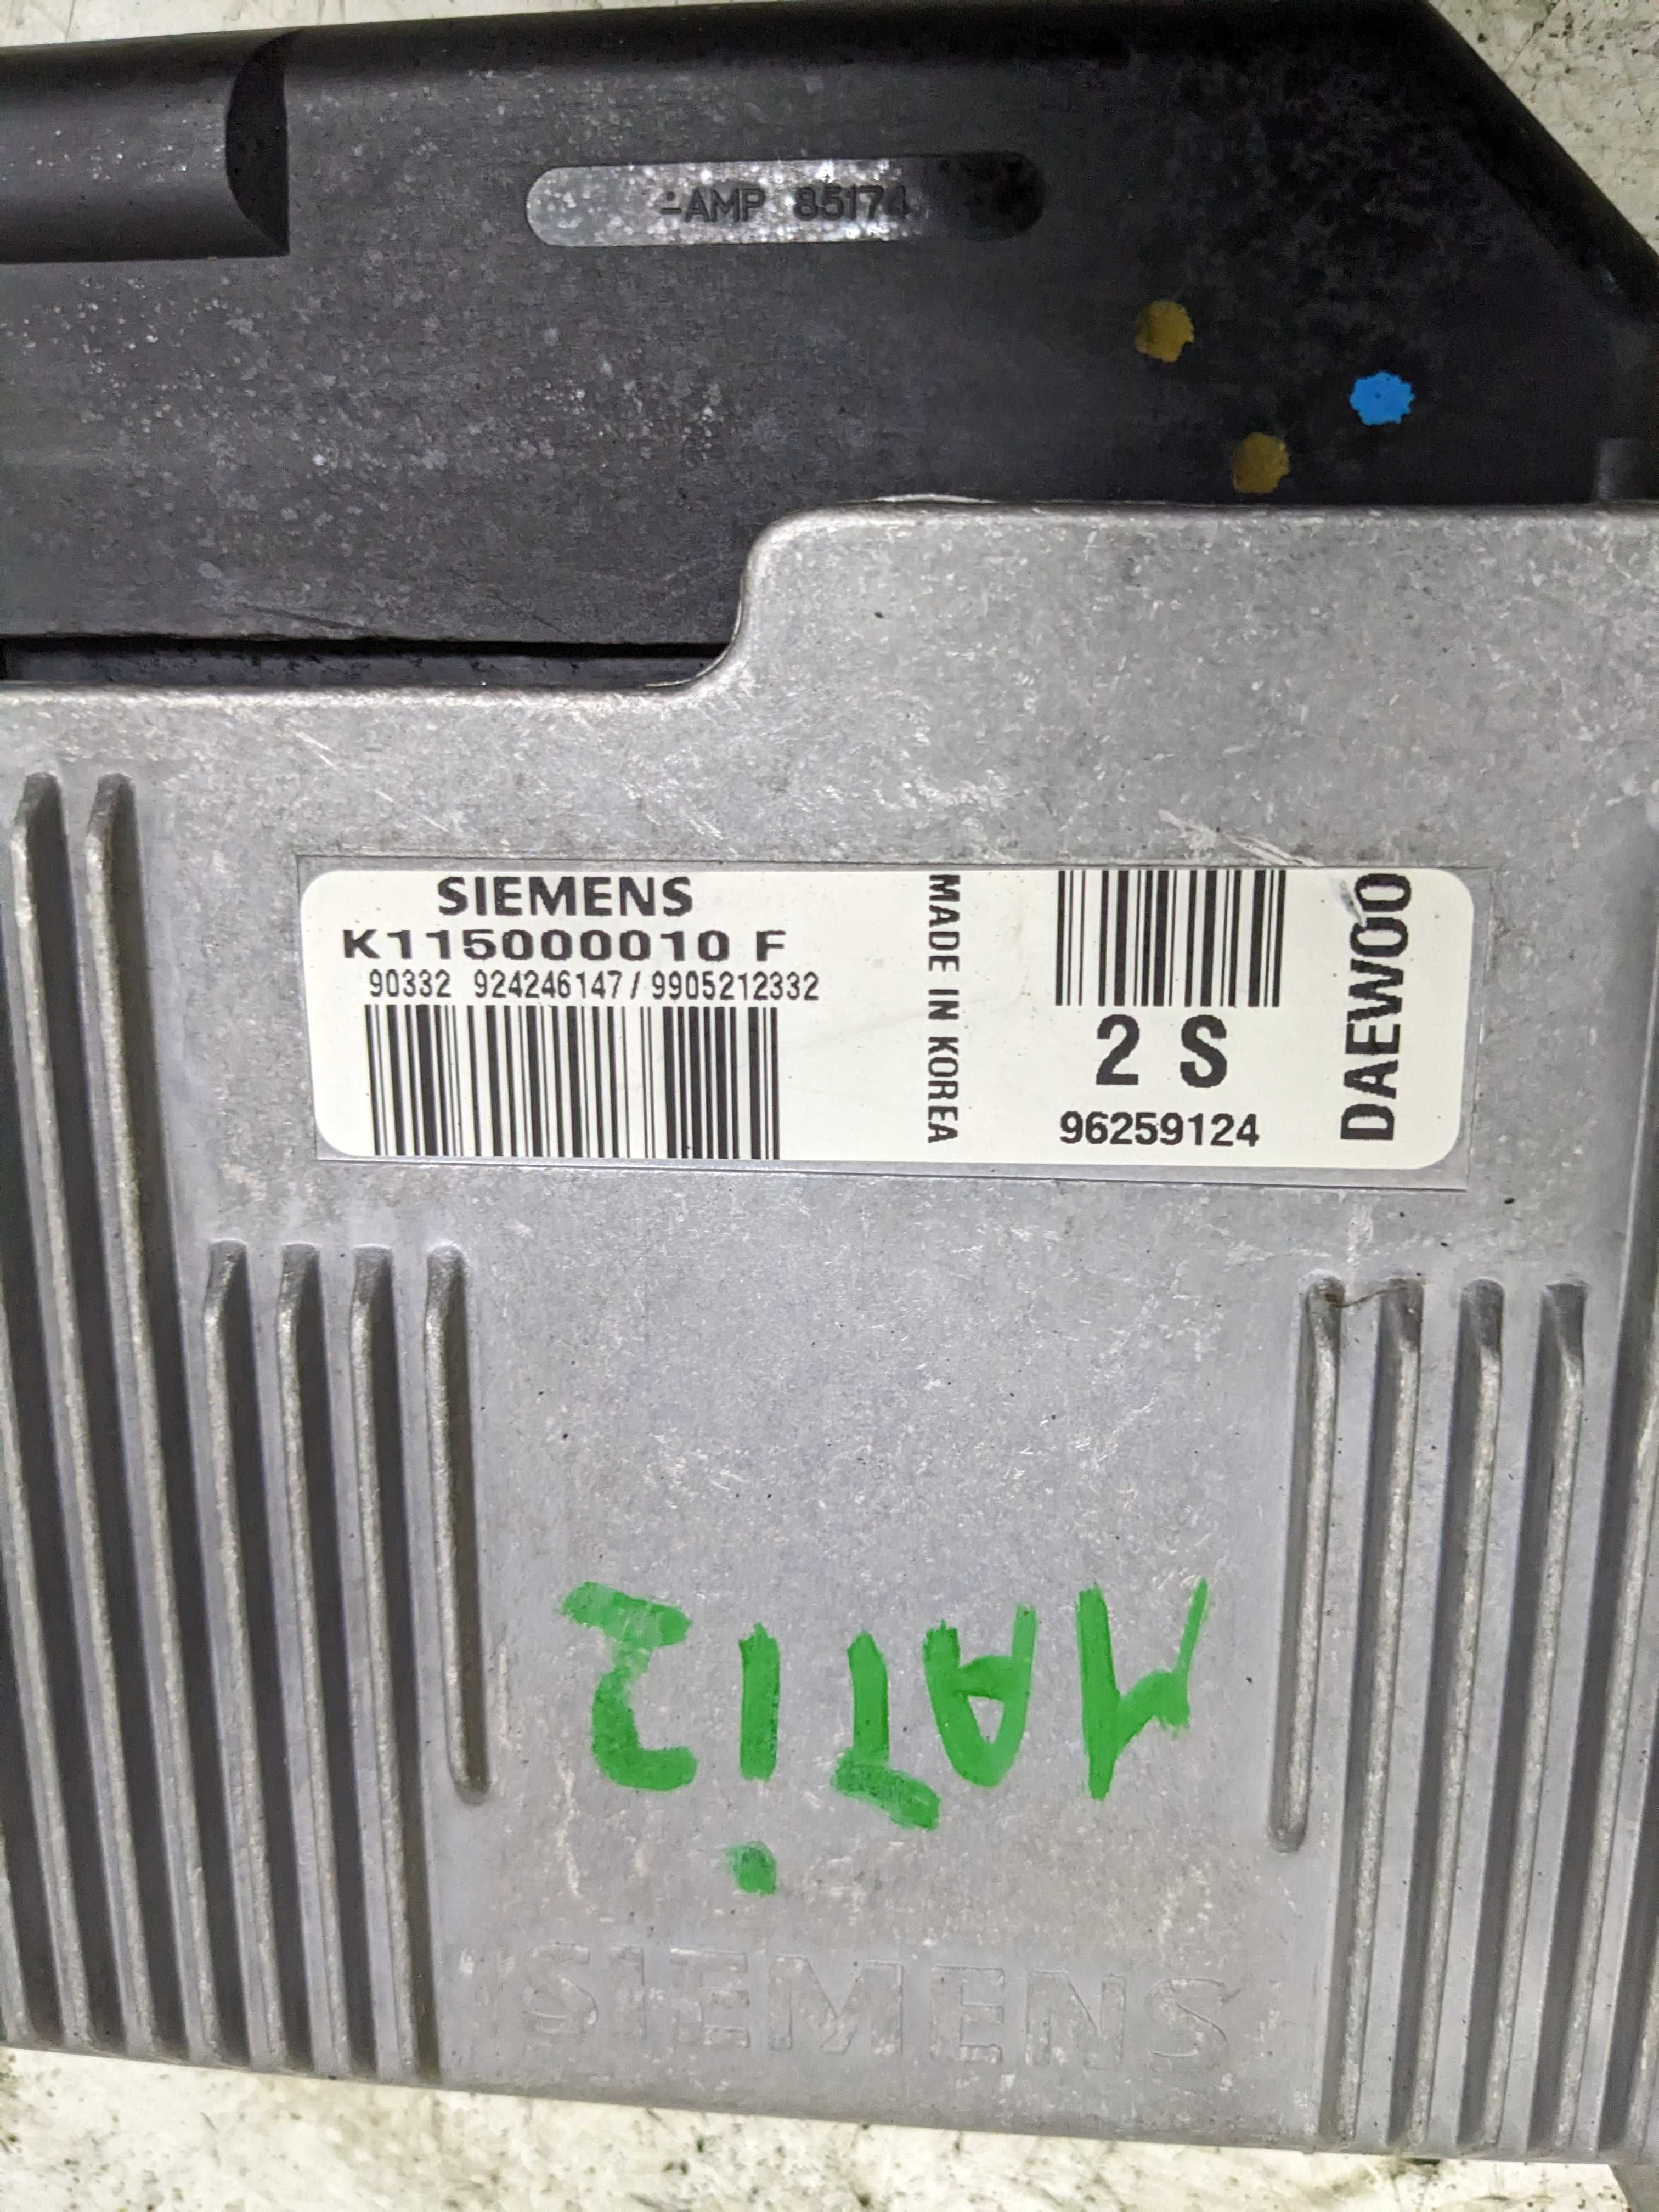 AMP 85174
SIEMENS
K115000010 F
90332 924246147/9905212332
MADE IN KOREA
2 S
96259124
DAEWOO
MATIZ
SIEMENS